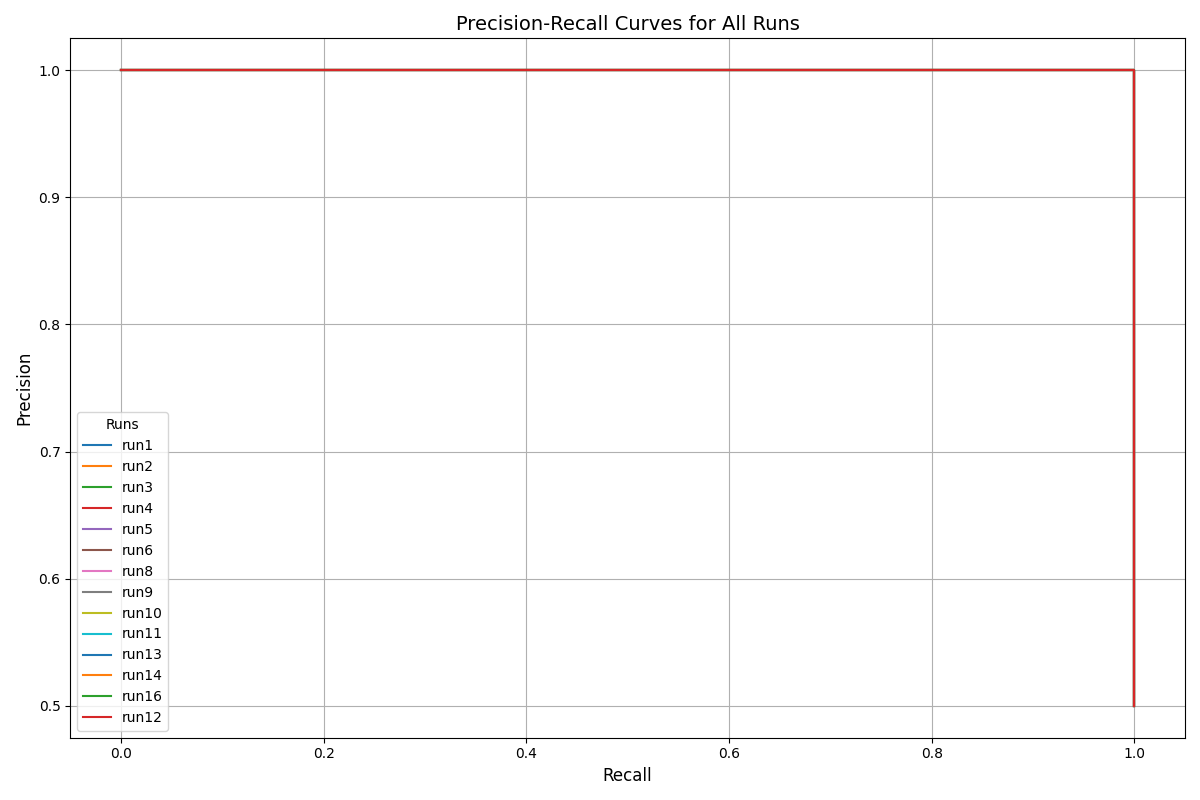 Precision-Recall Curves for All Runs
1.0
0.9
0.8
0.7
0.6
0.5
Precision
Runs
run1
run2
run3
run4
run5
run6
run8
run9
run10
run11
run13
run14
run16
run12
0.0 0.2 0.4 0.6 0.8 1.0
Recall